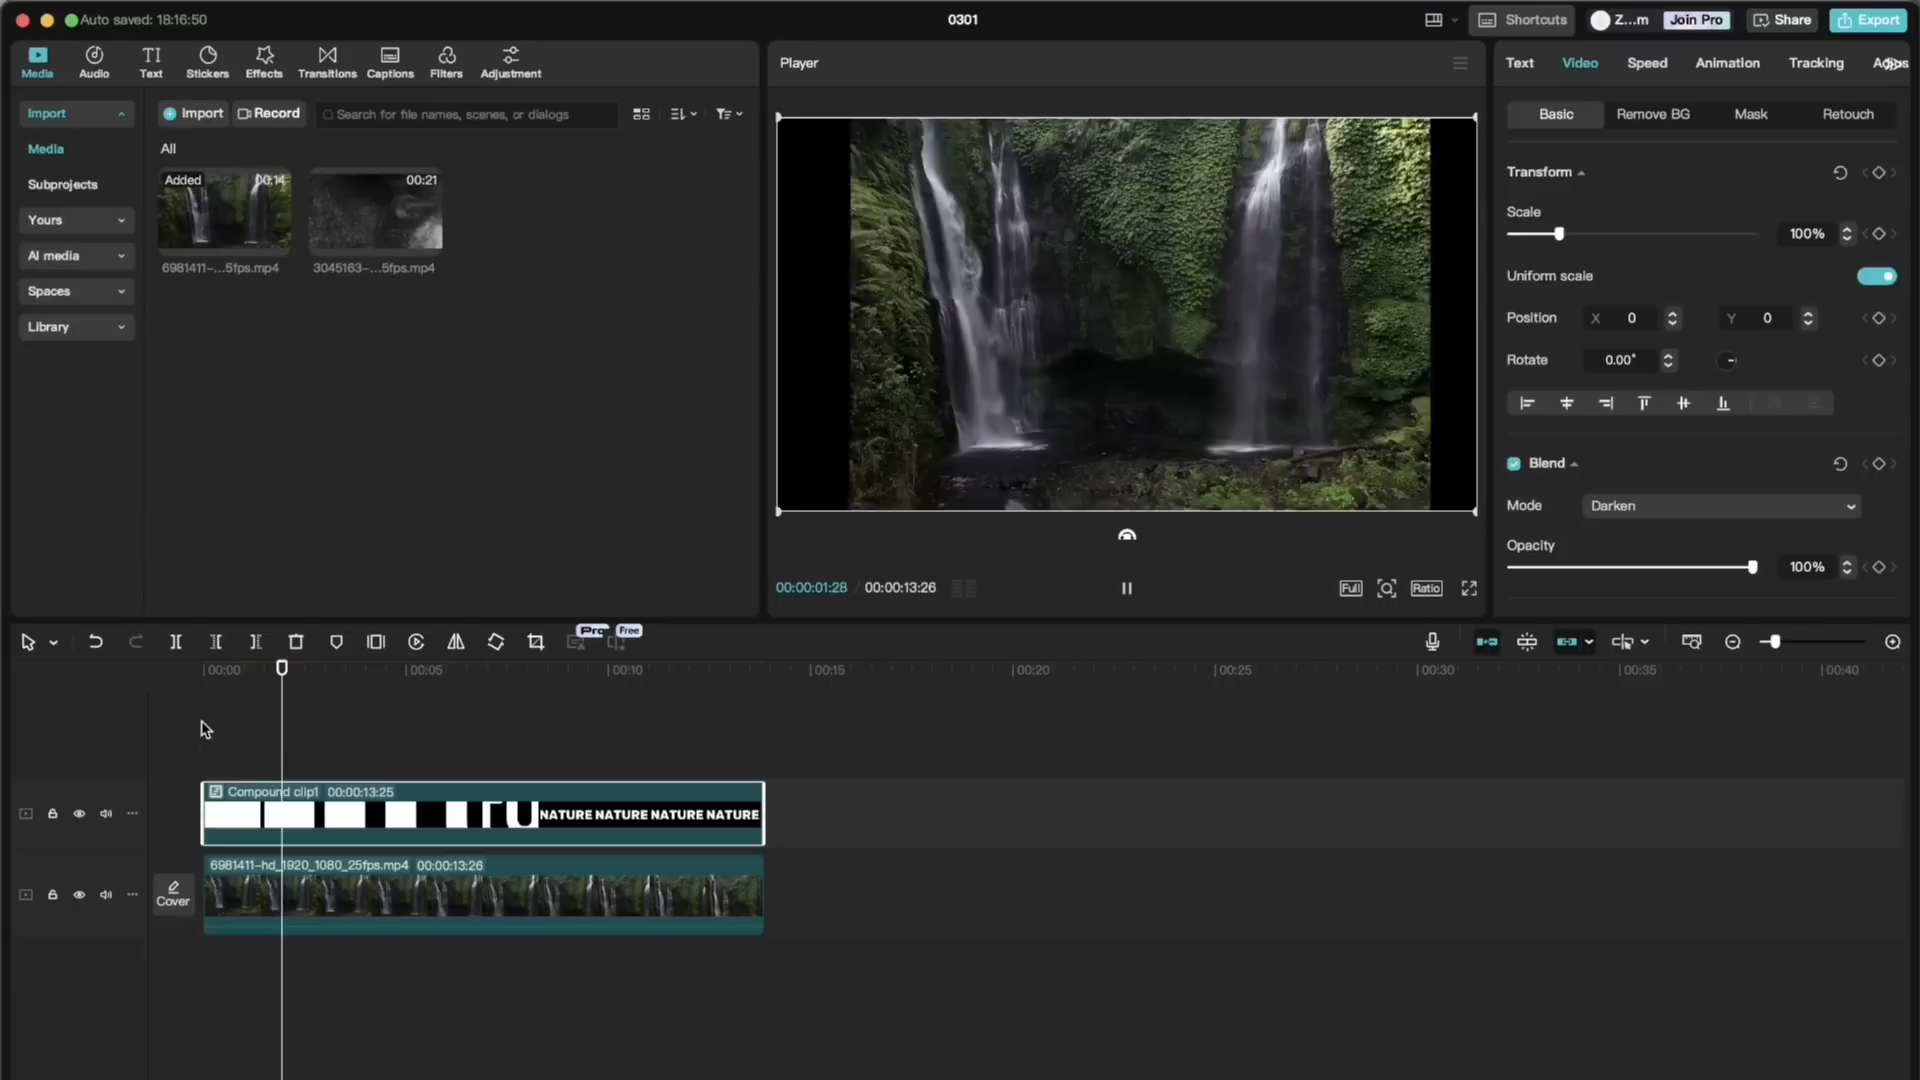 Auto saved: 18:16:50
0301
Shortcuts
Z...m
Join Pro
Share
Export
Media
Audio
Text
Stickers
Effects
Transitions
Captions
Filters
Adjustment
Import
Media
Subprojects
Yours
AI media
Spaces
Library
Import
Record
Search for file names, scenes, or dialogs
All
Added
00:14
00:21
6981411-...5fps.mp4
3045163-...5fps.mp4
Player
00:00:01:28 / 00:00:13:26
Full
Ratio
Text
Video
Speed
Animation
Tracking
Basic
Remove BG
Mask
Retouch
Transform
Scale
100%
Uniform scale
Position
X 0
Y 0
Rotate
0.00°
Blend
Mode
Darken
Opacity
100%
Pro
Free
00:00
00:05
00:10
00:15
00:20
00:25
00:30
00:35
00:40
Compound clip1 00:00:13:25
NATURE NATURE NATURE NATURE
6981411-hd_1920_1080_25fps.mp4 00:00:13:26
Cover